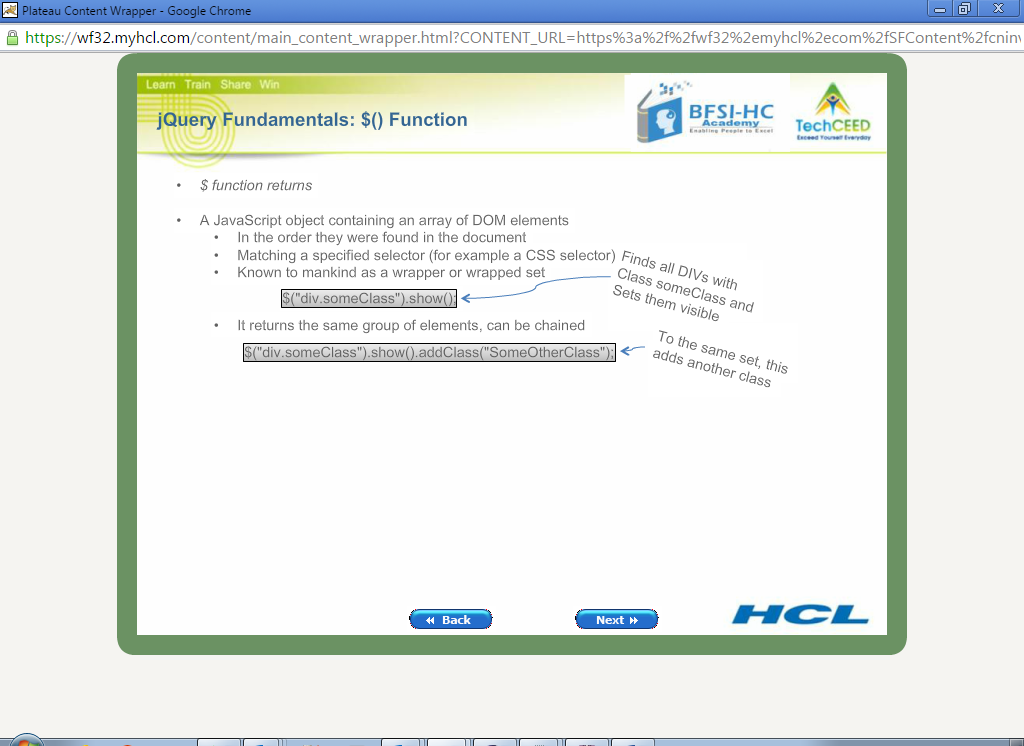 Plateau Content Wrapper - Google Chrome
https://wf32.myhcl.com/content/main_content_wrapper.html?CONTENT_URL=https%3a%2f%2fwf32%2emyhcl%2ecom%2fSFContent%2fcninv
Learn Train Share Win
jQuery Fundamentals: $() Function
BFSI-HC
Academy
Enabling People to Excel
TechCEED
Exceed Yourself Everyday
• $ function returns
• A JavaScript object containing an array of DOM elements
• In the order they were found in the document
• Matching a specified selector (for example a CSS selector)
• Known to mankind as a wrapper or wrapped set
Finds all DIVs with
Class someClass and
Sets them visible
$("div.someClass").show();
• It returns the same group of elements, can be chained
$("div.someClass").show().addClass("SomeOtherClass");
To the same set, this
adds another class
Back
Next
HCL